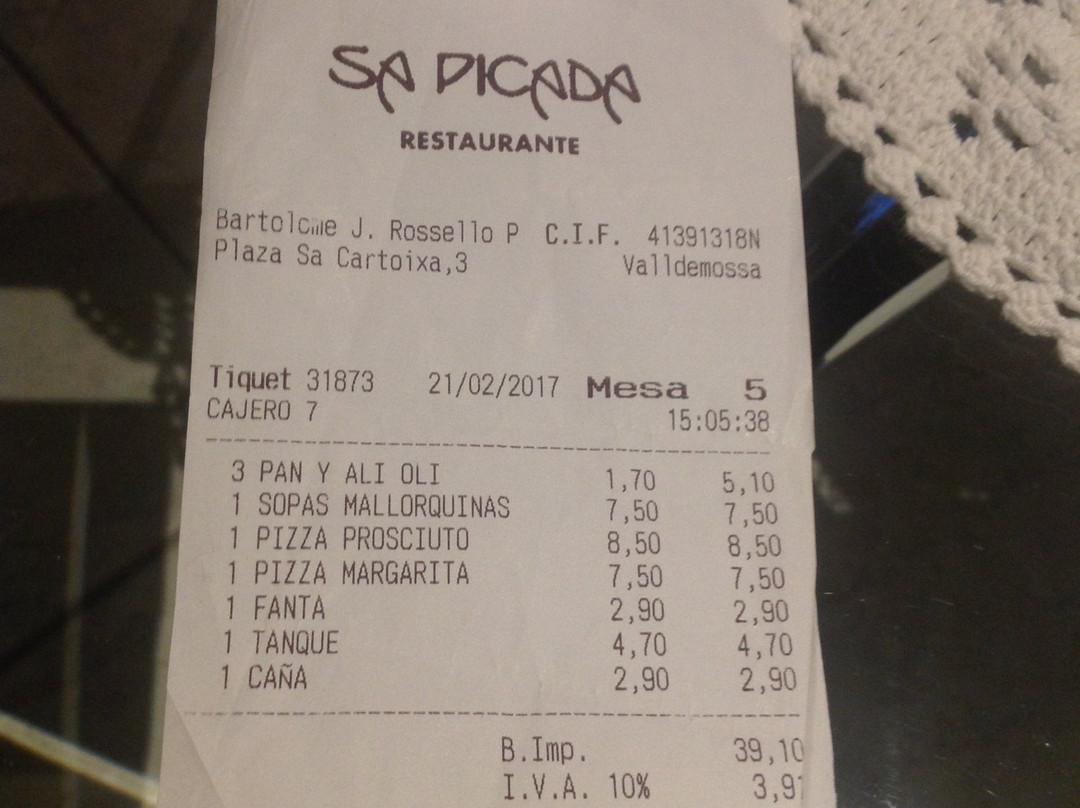 SA PICADA
RESTAURANTE
Bartolome J. Rossello P C.I.F. 41391318N
Plaza Sa Cartoixa,3 Valldemossa
Tiquet 31873 21/02/2017 Mesa 5
CAJERO 7 15:05:38
3 PAN Y ALI OLI 1,70 5,10
1 SOPAS MALLORQUINAS 7,50 7,50
1 PIZZA PROSCIUTO 8,50 8,50
1 PIZZA MARGARITA 7,50 7,50
1 FANTA 2,90 2,90
1 TANQUE 4,70 4,70
1 CAÑA 2,90 2,90
B.Imp. 39,10
I.V.A. 10% 3,91